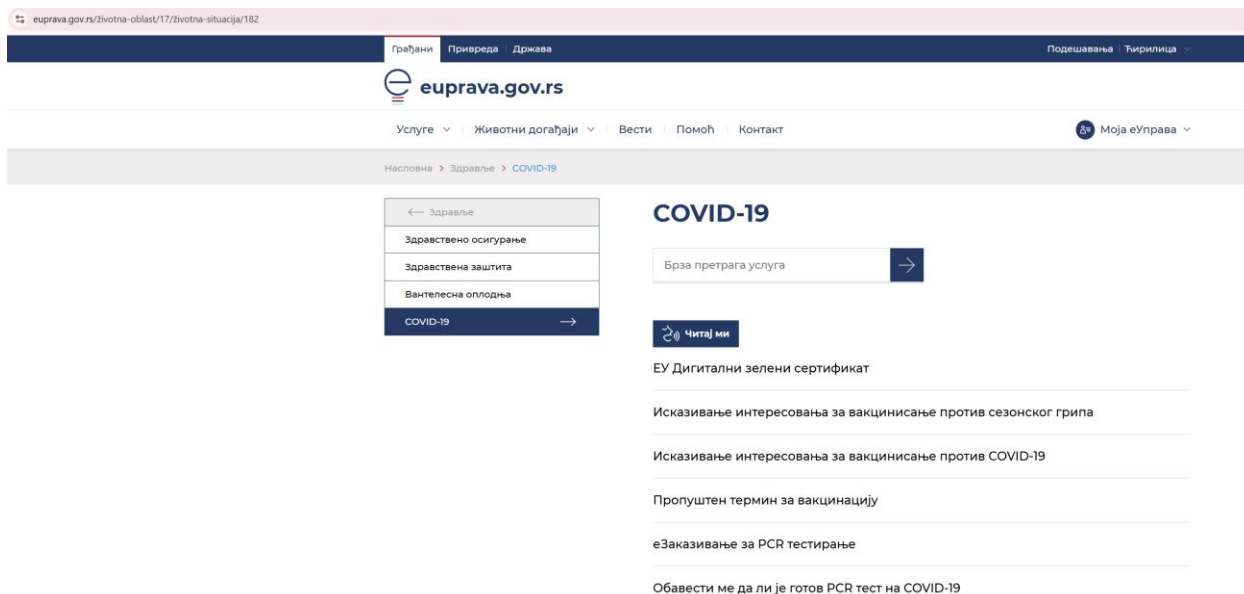 euprava.gov.rs/životna-oblast/17/životna-situacija/182
Грађани Привреда Држава Подешавања Ћирилица
euprava.gov.rs
Услуге Животни догађаји Вести Помоћ Контакт Моја еУправа
Насловна > Здравље > COVID-19
← Здравље
Здравствено осигурање
Здравствена заштита
Вантелесна оплодња
COVID-19 →
COVID-19
Брза претрага услуга
Читај ми
ЕУ Дигитални зелени сертификат
Исказивање интересовања за вакцинисање против сезонског грипа
Исказивање интересовања за вакцинисање против COVID-19
Пропуштен термин за вакцинацију
еЗаказивање за PCR тестирање
Обавести ме да ли је готов PCR тест на COVID-19